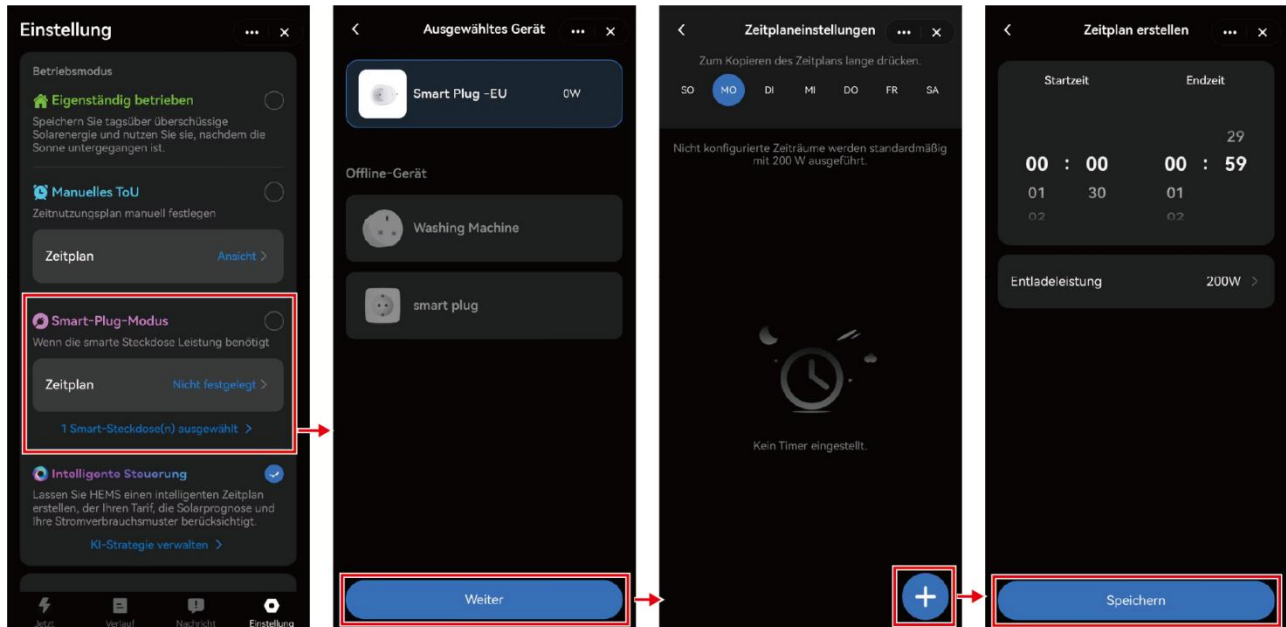 Einstellung
Betriebsmodus
Eigenständig betreiben
Speichern Sie tagsüber überschüssige
Solarenergie und nutzen Sie sie, nachdem die
Sonne untergegangen ist.
Manuelles ToU
Zeitnutzungsplan manuell festlegen
Zeitplan
Ansicht >
Smart-Plug-Modus
Wenn die smarte Steckdose Leistung benötigt
Zeitplan
Nicht festgelegt >
1 Smart-Steckdose(n) ausgewählt >
Intelligente Steuerung
Lassen Sie HEMS einen intelligenten Zeitplan
erstellen, der Ihren Tarif, die Solarprognose und
Ihre Stromverbrauchsmuster berücksichtigt.
KI-Strategie verwalten >
Jetzt
Verlauf
Nachricht
Einstellung
Ausgewähltes Gerät
Smart Plug -EU
0W
Offline-Gerät
Washing Machine
smart plug
Weiter
Zeitplaneinstellungen
Zum Kopieren des Zeitplans lange drücken.
SO MO DI MI DO FR SA
Nicht konfigurierte Zeiträume werden standardmäßig
mit 200 W ausgeführt.
Kein Timer eingestellt.
Zeitplan erstellen
Startzeit Endzeit
29
00 : 00 00 : 59
01 30 01
02 02
Entladeleistung
200W >
Speichern